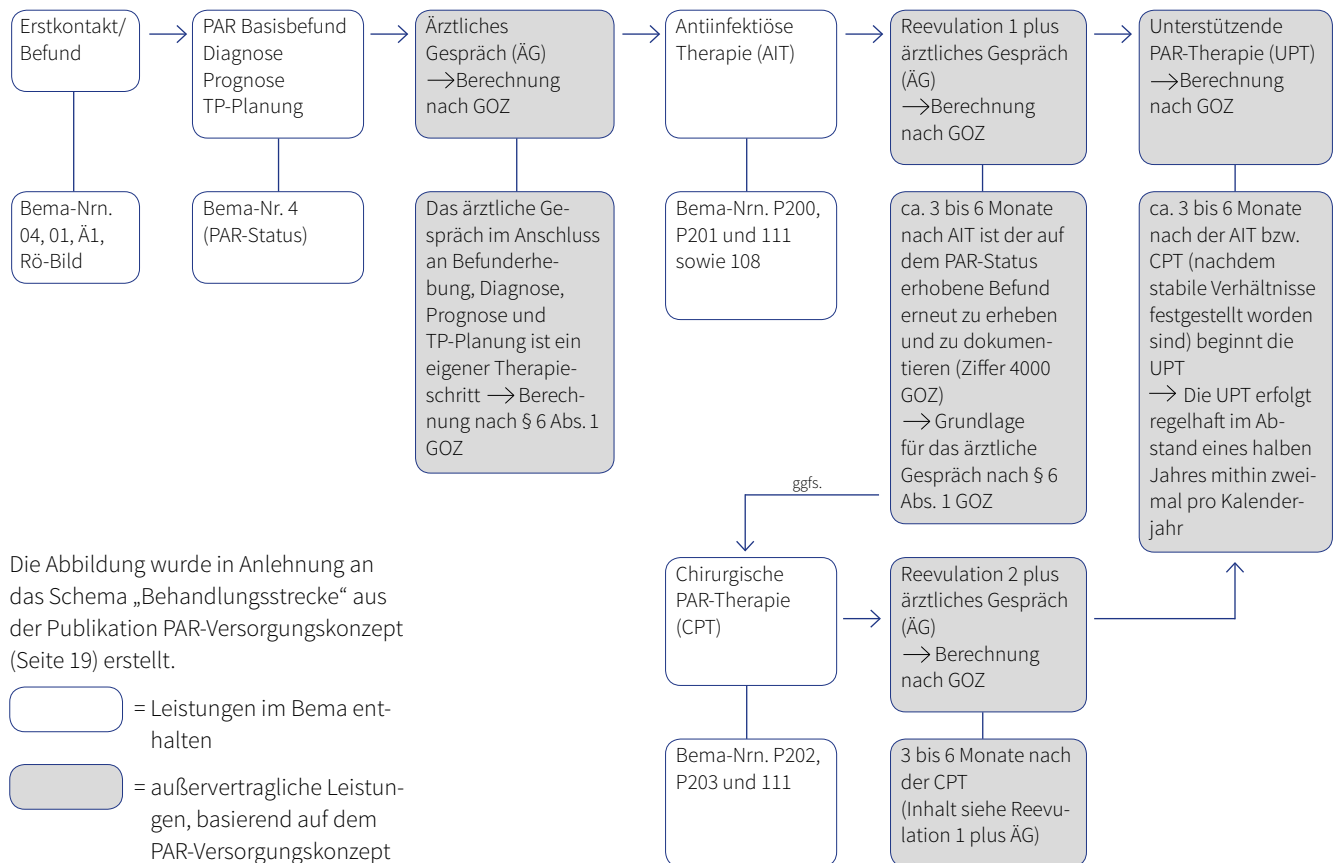 Erstkontakt/
Befund
PAR Basisbefund
Diagnose
Prognose
TP-Planung
Ärztliches
Gespräch (ÄG)
→Berechnung
nach GOZ
Antiinfektiöse
Therapie (AIT)
Reevulation 1 plus
ärztliches Gespräch
(ÄG)
→Berechnung
nach GOZ
Unterstützende
PAR-Therapie (UPT)
→Berechnung
nach GOZ
Bema-Nrn.
04, 01, Ä1,
Rö-Bild
Bema-Nr. 4
(PAR-Status)
Das ärztliche Ge-
spräch im Anschluss
an Befunderhe-
bung, Diagnose,
Prognose und
TP-Planung ist ein
eigener Therapie-
schritt → Berech-
nung nach § 6 Abs. 1
GOZ
Bema-Nrn. P200,
P201 und 111
sowie 108
ca. 3 bis 6 Monate
nach AIT ist der auf
dem PAR-Status
erhobene Befund
erneut zu erheben
und zu dokumen-
tieren (Ziffer 4000
GOZ)
→ Grundlage
für das ärztliche
Gespräch nach § 6
Abs. 1 GOZ
ca. 3 bis 6 Monate
nach der AIT bzw.
CPT (nachdem
stabile Verhältnisse
festgestellt worden
sind) beginnt die
UPT
→ Die UPT erfolgt
regelhaft im Ab-
stand eines halben
Jahres mithin zwei-
mal pro Kalender-
jahr
ggfs.
Chirurgische
PAR-Therapie
(CPT)
Reevulation 2 plus
ärztliches Gespräch
(ÄG)
→ Berechnung
nach GOZ
Bema-Nrn. P202,
P203 und 111
3 bis 6 Monate nach
der CPT
(Inhalt siehe Reevu-
lation 1 plus ÄG)
Die Abbildung wurde in Anlehnung an
das Schema „Behandlungsstrecke“ aus
der Publikation PAR-Versorgungskonzept
(Seite 19) erstellt.
= Leistungen im Bema ent-
halten
= außervertragliche Leistun-
gen, basierend auf dem
PAR-Versorgungskonzept